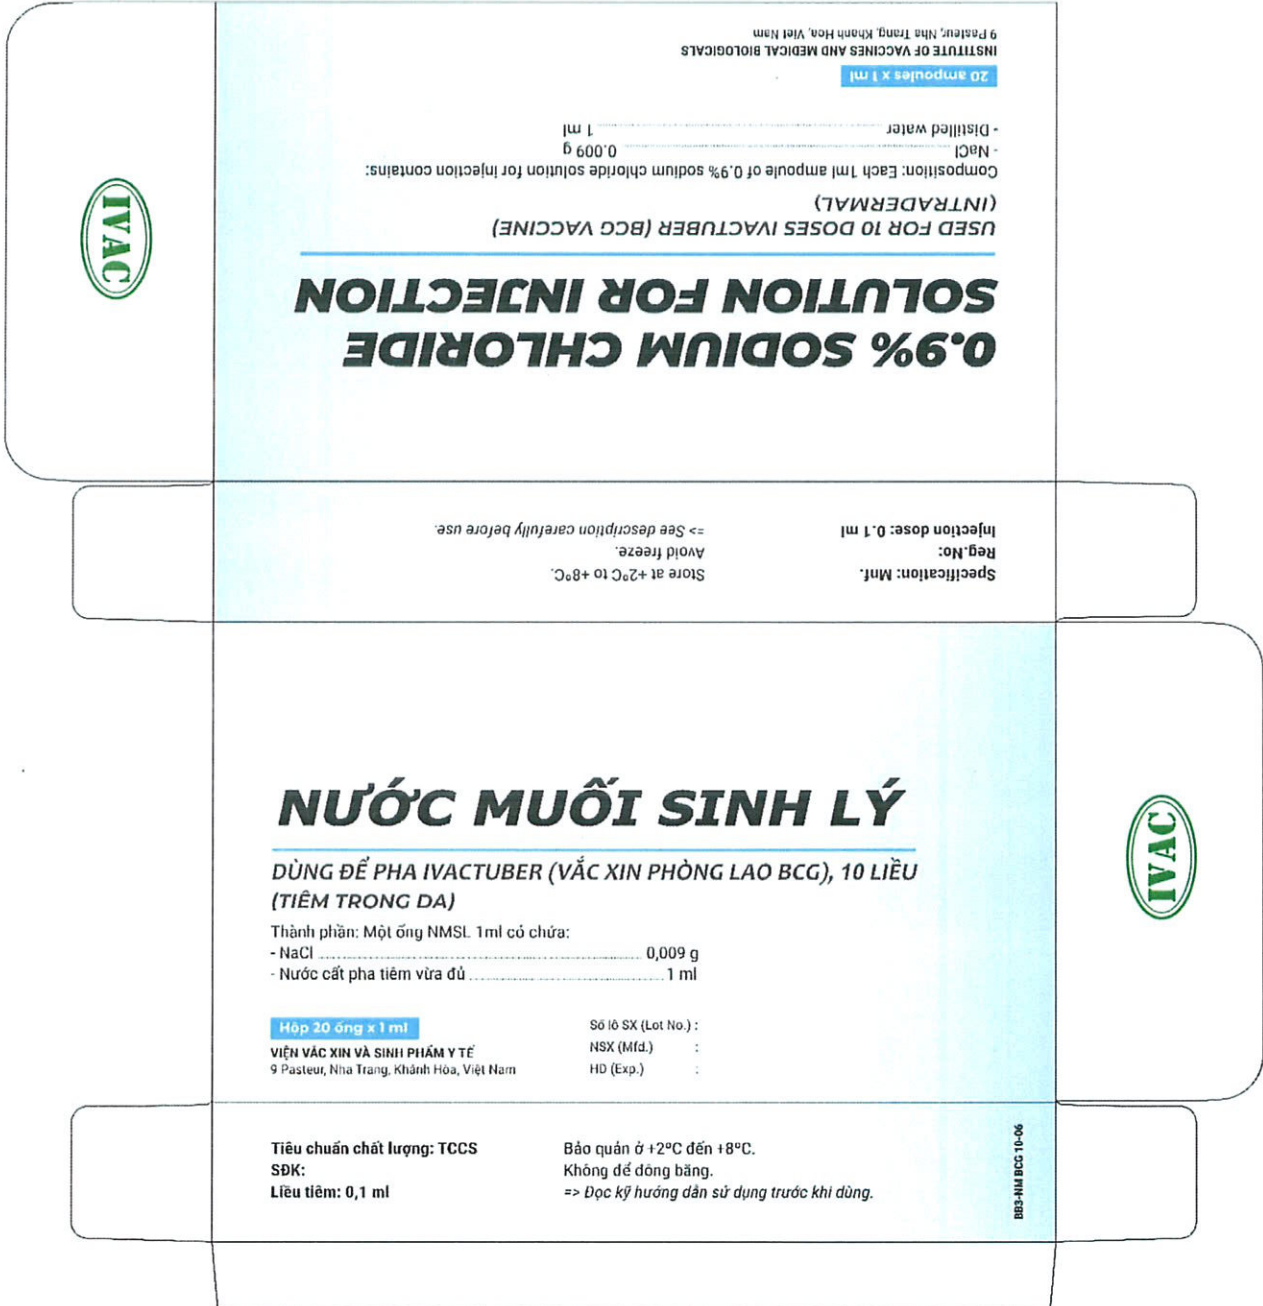 0.9% SODIUM CHLORIDE
SOLUTION FOR INJECTION
USED FOR 10 DOSES IVACTUBER (BCG VACCINE)
(INTRADERMAL)
Composition: Each 1ml ampoule of 0.9% sodium chloride solution for injection contains:
- NaCl ........ 0.009 g
- Distilled water ........ 1 ml
20 ampoules x 1 ml
INSTITUTE OF VACCINES AND MEDICAL BIOLOGICALS
9 Pasteur, Nha Trang, Khanh Hoa, Viet Nam
IVAC
Specification: Mnf.
Reg.No:
Injection dose: 0.1 ml
Store at +2ºC to +8ºC.
Avoid freeze.
=> See description carefully before use.
NƯỚC MUỐI SINH LÝ
DÙNG ĐỂ PHA IVACTUBER (VẮC XIN PHÒNG LAO BCG), 10 LIỀU
(TIÊM TRONG DA)
Thành phần: Một ống NMSL 1ml có chứa:
- NaCl ........ 0,009 g
- Nước cất pha tiêm vừa đủ ........ 1 ml
Hộp 20 ống x 1 ml
VIỆN VẮC XIN VÀ SINH PHẨM Y TẾ
9 Pasteur, Nha Trang, Khánh Hòa, Việt Nam
Số lô SX (Lot No.) :
NSX (Mfd.) :
HD (Exp.) :
IVAC
Tiêu chuẩn chất lượng: TCCS
SĐK:
Liều tiêm: 0,1 ml
Bảo quản ở +2ºC đến +8ºC.
Không để đông băng.
=> Đọc kỹ hướng dẫn sử dụng trước khi dùng.
BB3-NM BCG 10-06